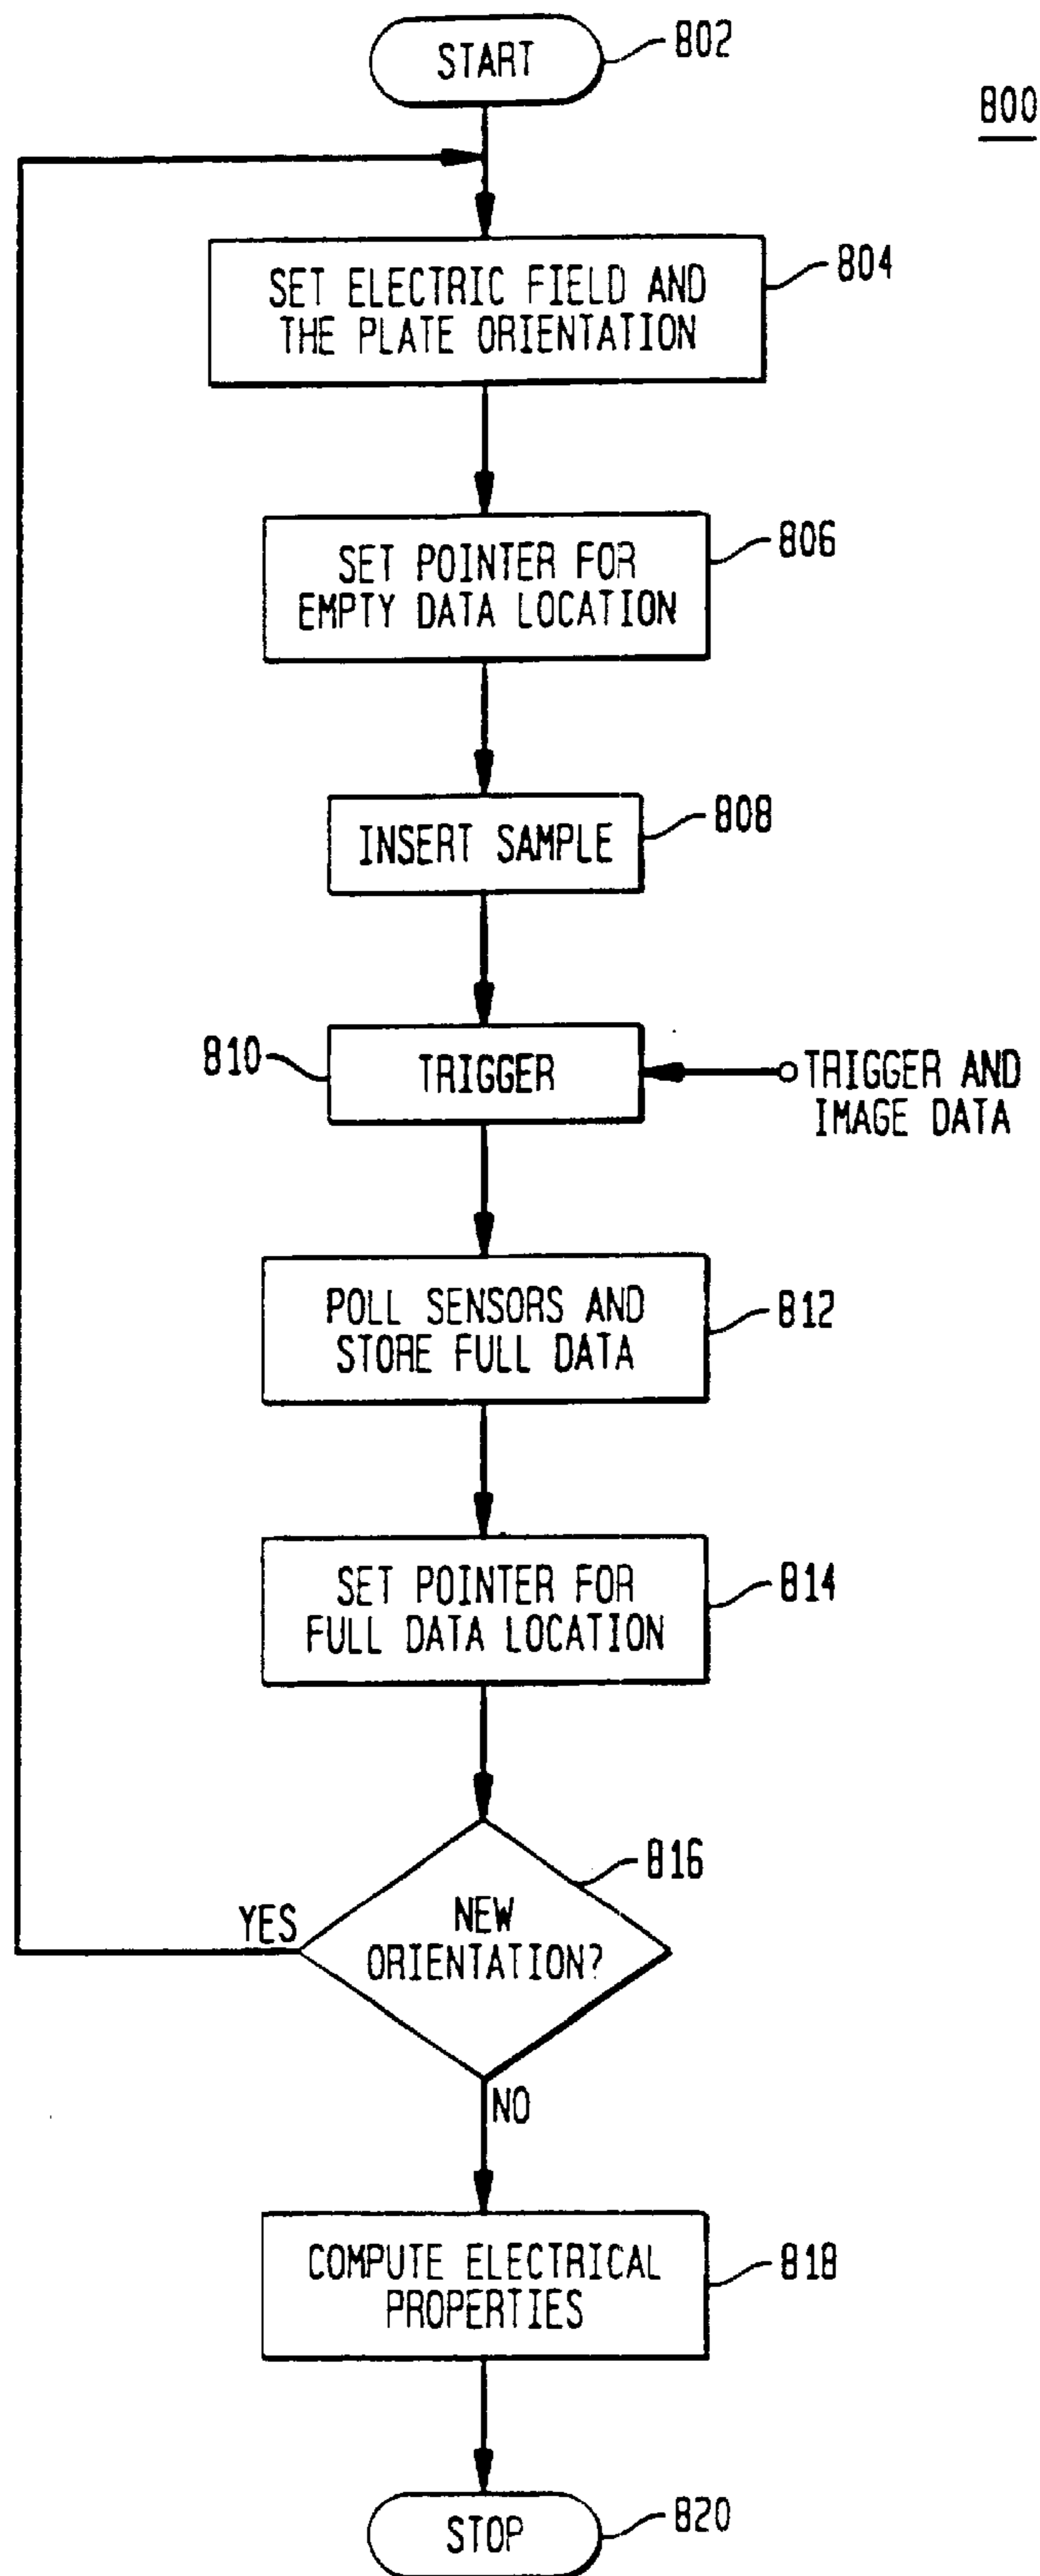 START
802
800
SET ELECTRIC FIELD AND
THE PLATE ORIENTATION
804
SET POINTER FOR
EMPTY DATA LOCATION
806
INSERT SAMPLE
808
810
TRIGGER
TRIGGER AND
IMAGE DATA
POLL SENSORS AND
STORE FULL DATA
812
SET POINTER FOR
FULL DATA LOCATION
814
816
YES
NEW
ORIENTATION?
NO
COMPUTE ELECTRICAL
PROPERTIES
818
STOP
820